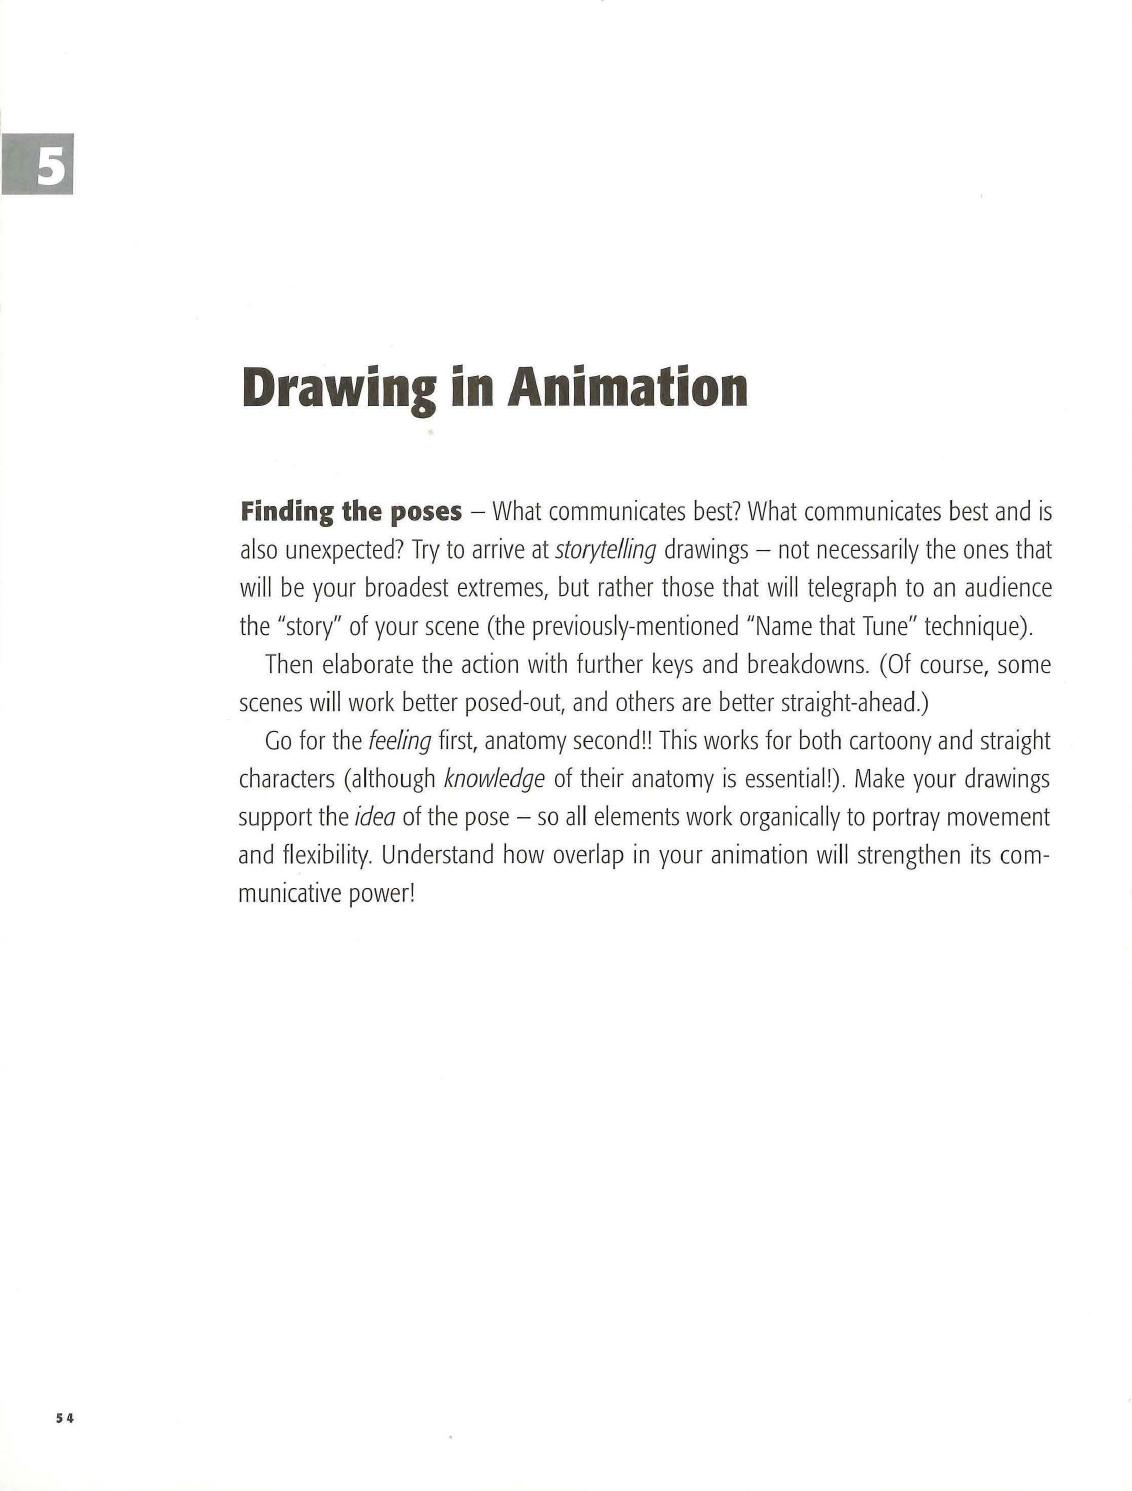 5
Drawing in Animation
Finding the poses – What communicates best? What communicates best and is
also unexpected? Try to arrive at storytelling drawings – not necessarily the ones that
will be your broadest extremes, but rather those that will telegraph to an audience
the "story" of your scene (the previously-mentioned "Name that Tune" technique).
Then elaborate the action with further keys and breakdowns. (Of course, some
scenes will work better posed-out, and others are better straight-ahead.)
Go for the feeling first, anatomy second!! This works for both cartoony and straight
characters (although knowledge of their anatomy is essential!). Make your drawings
support the idea of the pose – so all elements work organically to portray movement
and flexibility. Understand how overlap in your animation will strengthen its com-
municative power!
54